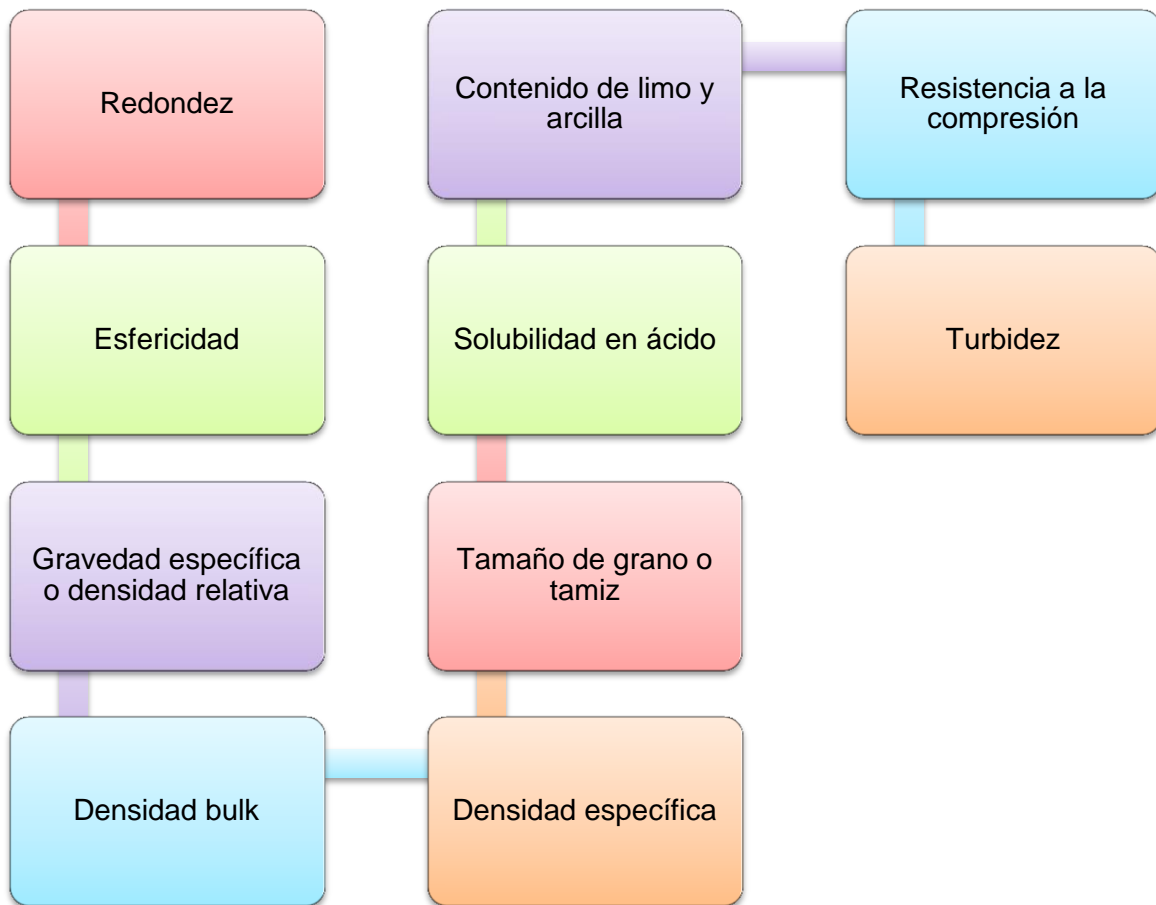 Redondez
Esfericidad
Gravedad específica
o densidad relativa
Densidad bulk
Densidad específica
Tamaño de grano o
tamiz
Solubilidad en ácido
Contenido de limo y
arcilla
Resistencia a la
compresión
Turbidez